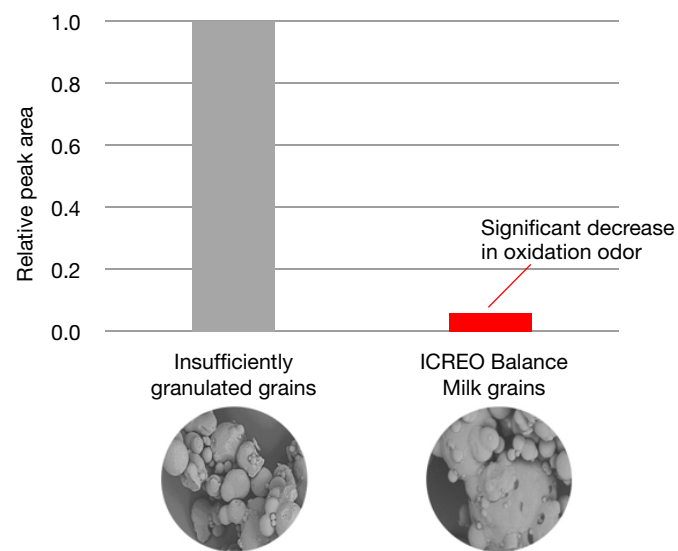 Relative peak area
1.0
0.8
0.6
0.4
0.2
0.0
Significant decrease
in oxidation odor
Insufficiently
granulated grains
ICREO Balance
Milk grains